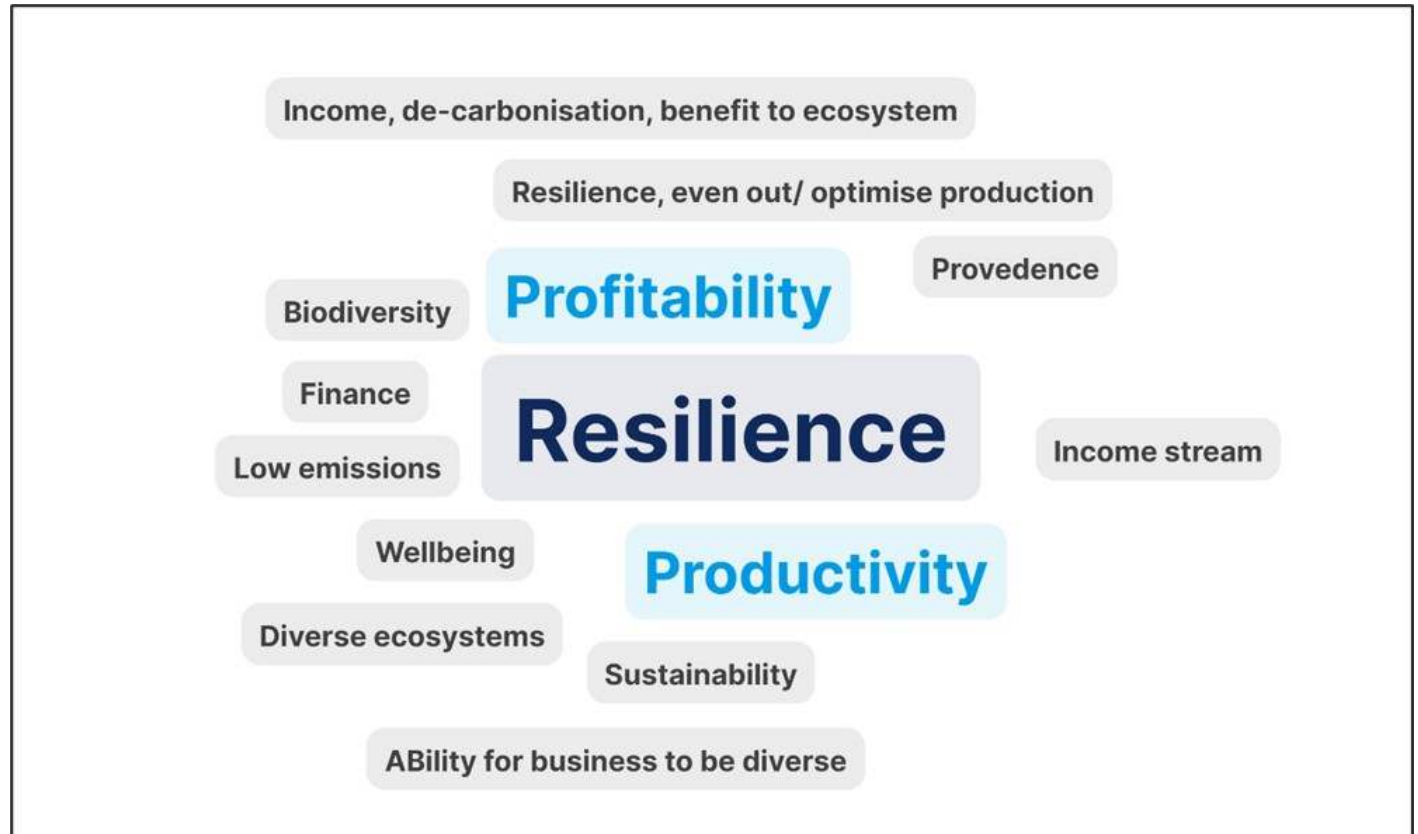 Income, de-carbonisation, benefit to ecosystem
Resilience, even out/ optimise production
Provedence
Profitability
Biodiversity
Resilience
Finance
Income stream
Low emissions
Wellbeing
Productivity
Diverse ecosystems
Sustainability
ABility for business to be diverse